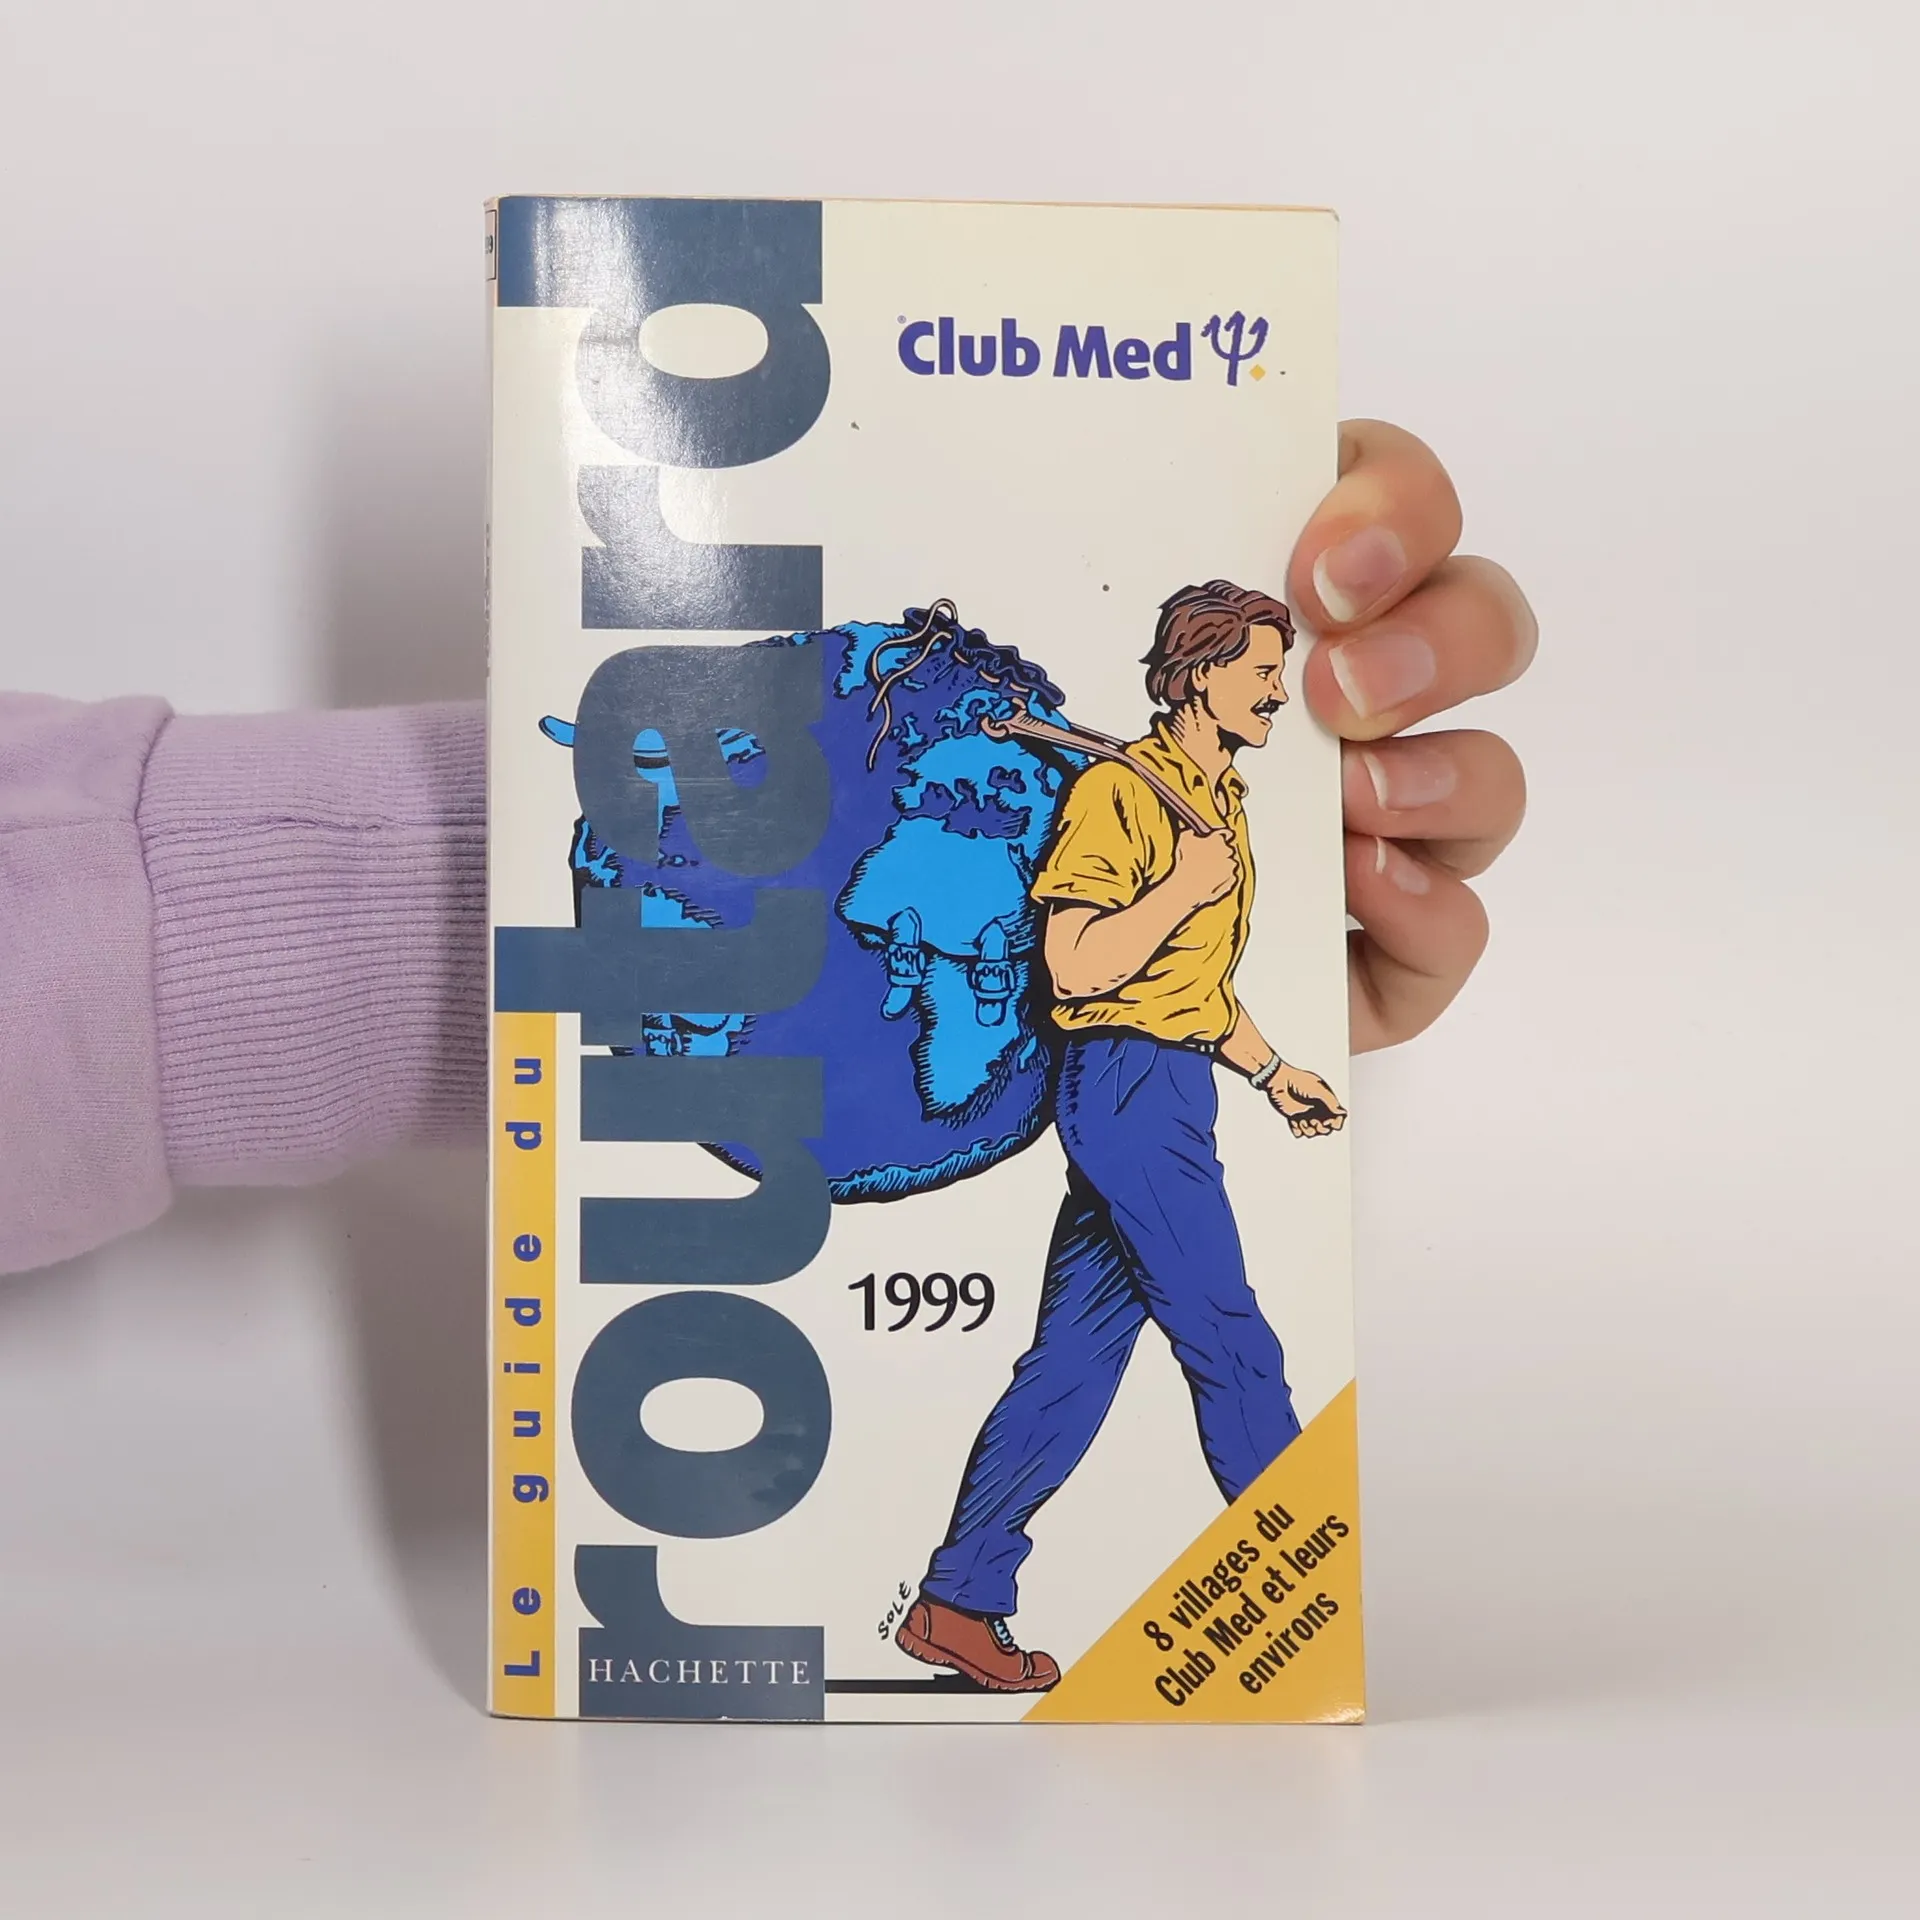 Le guide du
routard
® Club Med
1999
SOLÉ
8 villages du
Club Med et leurs
environs
HACHETTE